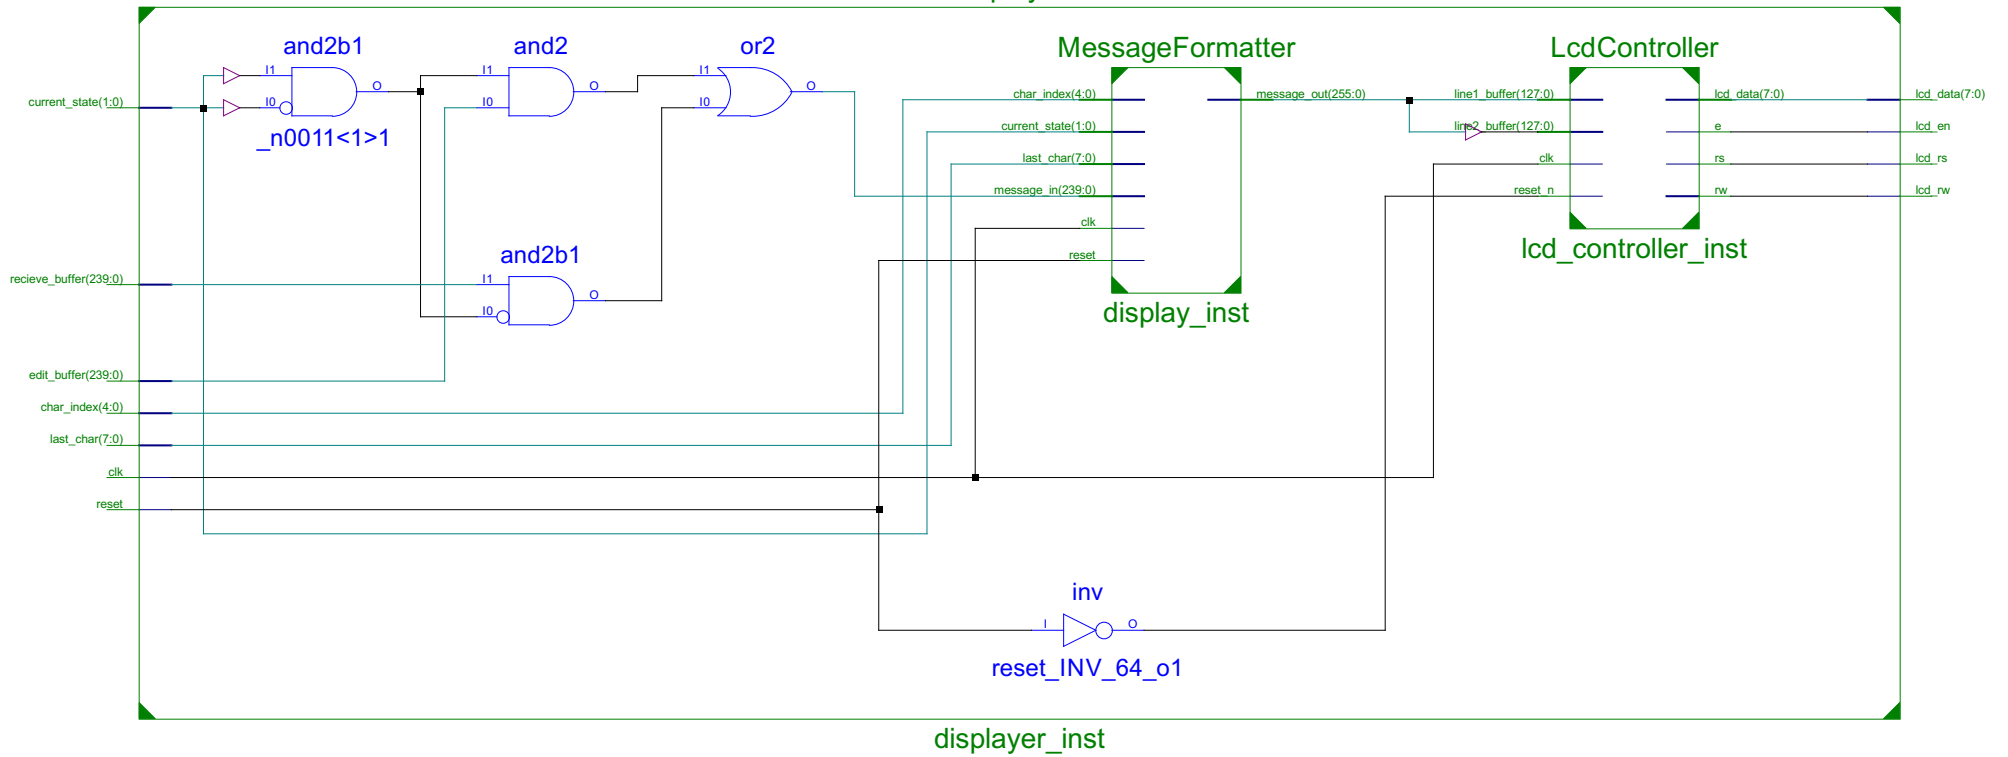 and2b1
and2
or2
MessageFormatter
LcdController
I1
O
I0
_n0011<1>1
I1
O
I0
I1
O
I0
current_state(1:0)
char_index(4:0)
current_state(1:0)
last_char(7:0)
message_in(239:0)
clk
reset
message_out(255:0)
display_inst
line1_buffer(127:0)
line2_buffer(127:0)
clk
reset_n
lcd_data(7:0)
e
rs
rw
lcd_controller_inst
lcd_data(7:0)
lcd_en
lcd_rs
lcd_rw
and2b1
I1
O
I0
recieve_buffer(239:0)
edit_buffer(239:0)
char_index(4:0)
last_char(7:0)
clk
reset
inv
I
O
reset_INV_64_o1
displayer_inst